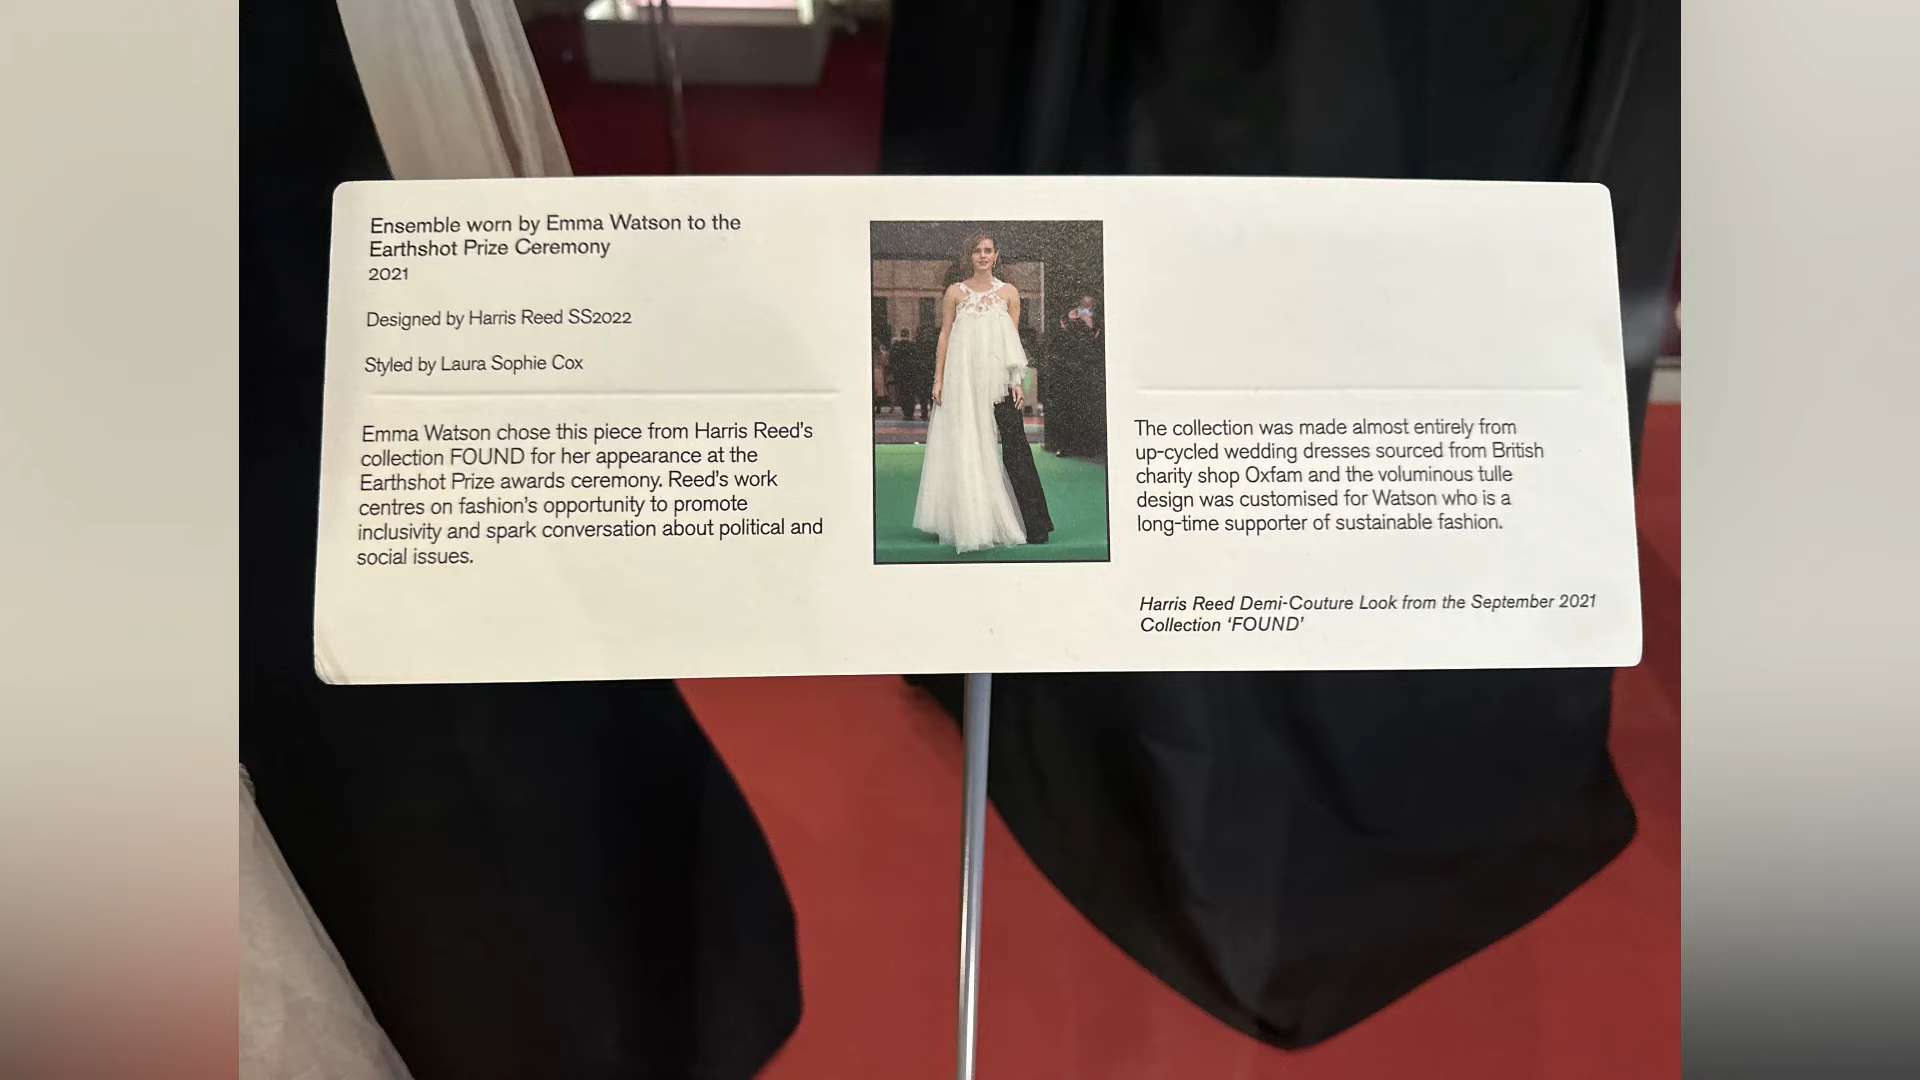 Ensemble worn by Emma Watson to the
Earthshot Prize Ceremony
2021
Designed by Harris Reed SS2022
Styled by Laura Sophie Cox
Emma Watson chose this piece from Harris Reed's
collection FOUND for her appearance at the
Earthshot Prize awards ceremony. Reed's work
centres on fashion's opportunity to promote
inclusivity and spark conversation about political and
social issues.
The collection was made almost entirely from
up-cycled wedding dresses sourced from British
charity shop Oxfam and the voluminous tulle
design was customised for Watson who is a
long-time supporter of sustainable fashion.
Harris Reed Demi-Couture Look from the September 2021
Collection 'FOUND'